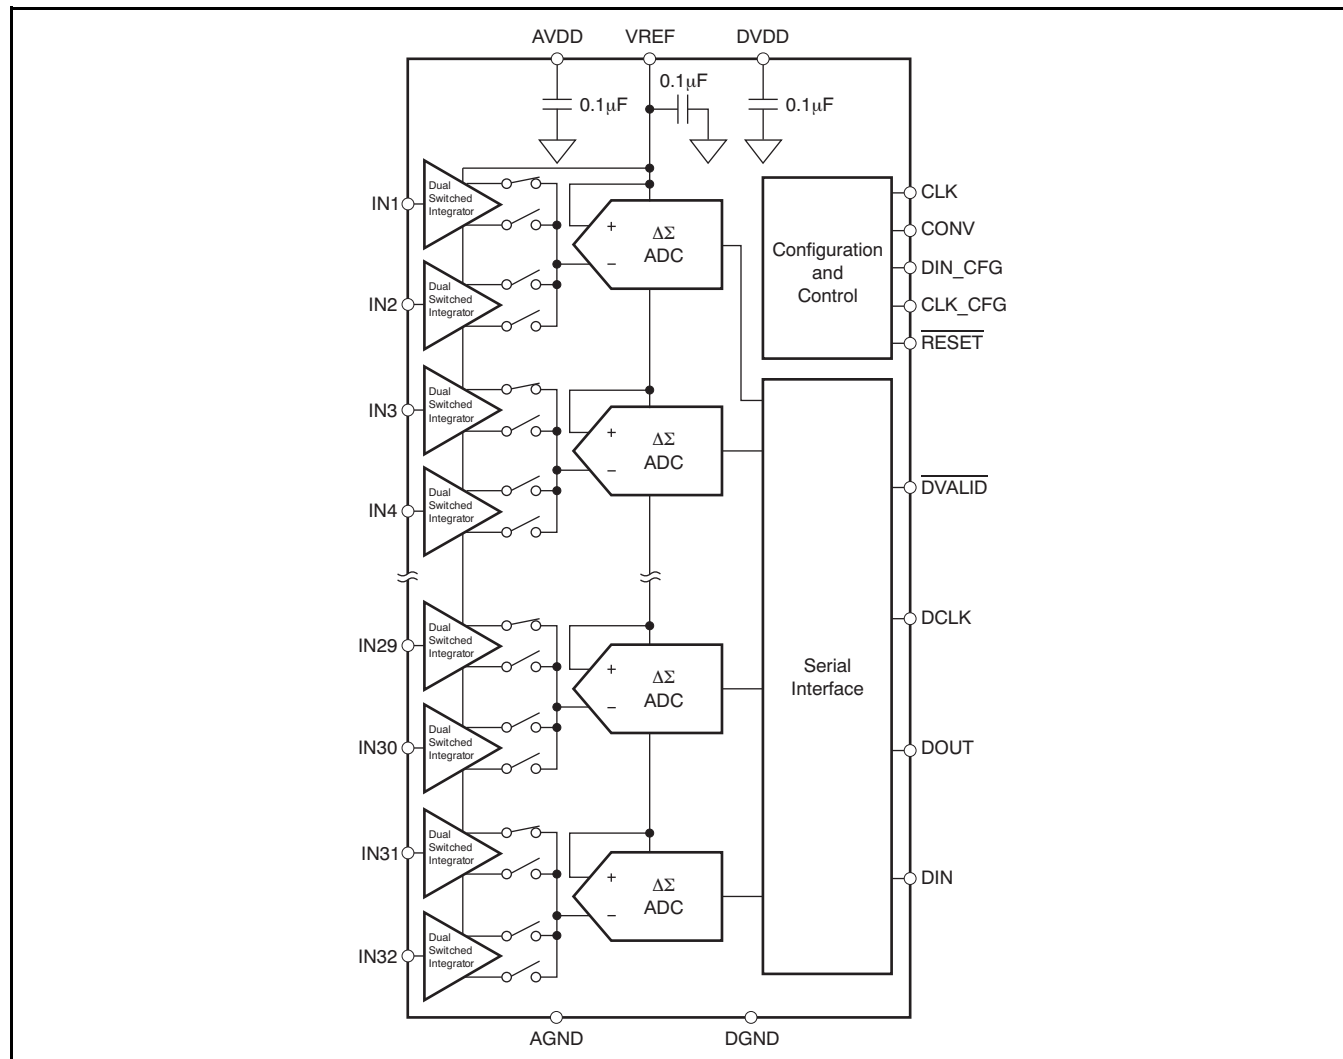 AVDD VREF DVDD
0.1μF
0.1μF 0.1μF
Dual
Switched
Integrator
IN1
ΔΣ
ADC
+
−
Dual
Switched
Integrator
IN2
Configuration
and
Control
CLK
CONV
DIN_CFG
CLK_CFG
RESET
Dual
Switched
Integrator
IN3
ΔΣ
ADC
+
−
Dual
Switched
Integrator
IN4
Dual
Switched
Integrator
IN29
ΔΣ
ADC
+
−
Dual
Switched
Integrator
IN30
Dual
Switched
Integrator
IN31
ΔΣ
ADC
+
−
Dual
Switched
Integrator
IN32
Serial
Interface
DVALID
DCLK
DOUT
DIN
AGND DGND